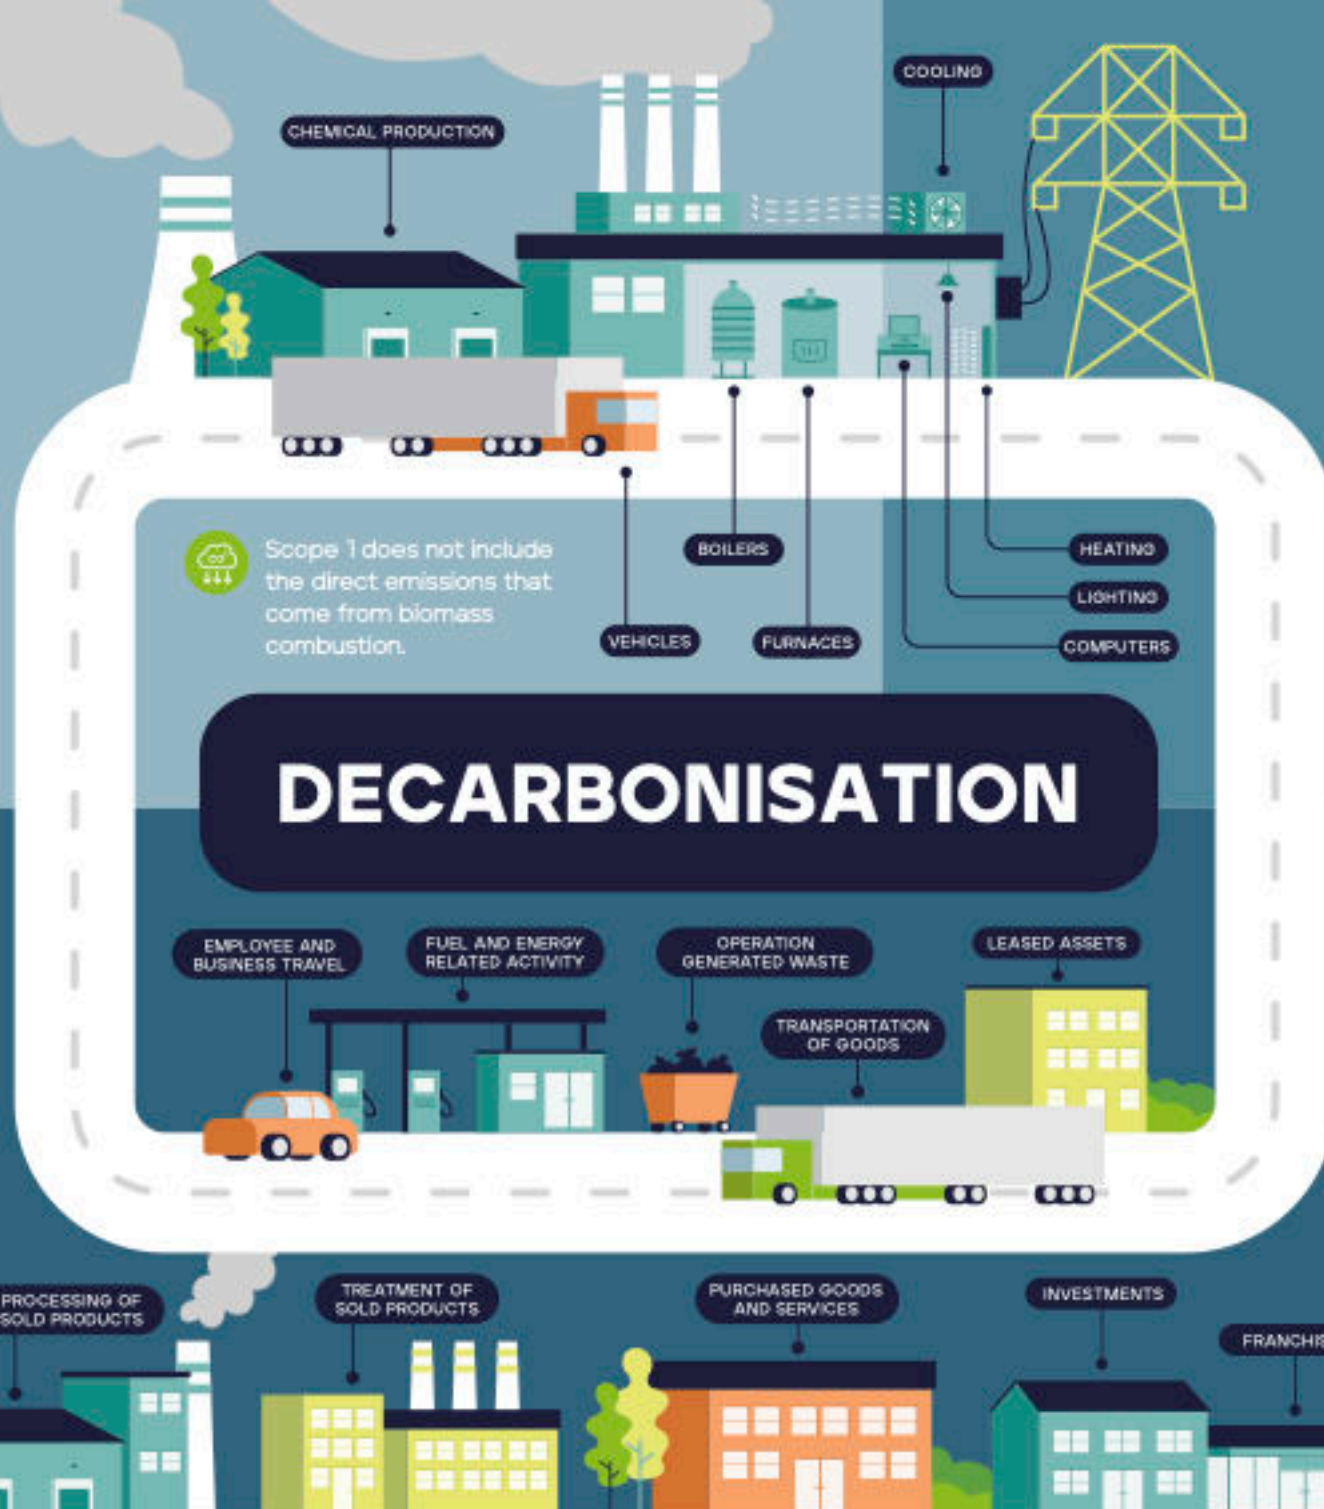 COOLING
CHEMICAL PRODUCTION
Scope 1 does not include
the direct emissions that
come from biomass
combustion.
BOILERS
HEATING
LIGHTING
VEHICLES
FURNACES
COMPUTERS
DECARBONISATION
EMPLOYEE AND
BUSINESS TRAVEL
FUEL AND ENERGY
RELATED ACTIVITY
OPERATION
GENERATED WASTE
LEASED ASSETS
TRANSPORTATION
OF GOODS
PROCESSING OF
SOLD PRODUCTS
TREATMENT OF
SOLD PRODUCTS
PURCHASED GOODS
AND SERVICES
INVESTMENTS
FRANCHIS